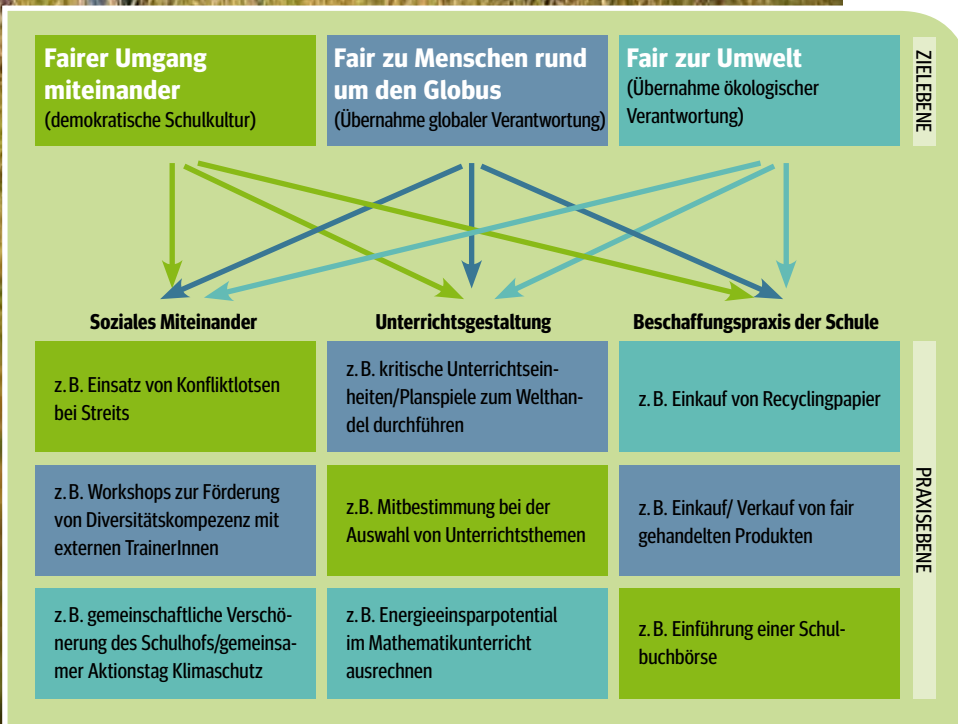 Fairer Umgang
miteinander
(demokratische Schulkultur)
Fair zu Menschen rund
um den Globus
(Übernahme globaler Verantwortung)
Fair zur Umwelt
(Übernahme ökologischer
Verantwortung)
ZIELEBENE
Soziales Miteinander
Unterrichtsgestaltung
Beschaffungspraxis der Schule
z.B. Einsatz von Konfliktlotsen
bei Streits
z.B. kritische Unterrichtsein-
heiten/Planspiele zum Welthan-
del durchführen
z.B. Einkauf von Recyclingpapier
z.B. Workshops zur Förderung
von Diversitätskompezenz mit
externen TrainerInnen
z.B. Mitbestimmung bei der
Auswahl von Unterrichtsthemen
z.B. Einkauf/ Verkauf von fair
gehandelten Produkten
z.B. gemeinschaftliche Verschö-
nerung des Schulhofs/gemeinsa-
mer Aktionstag Klimaschutz
z.B. Energieeinsparpotential
im Mathematikunterricht
ausrechnen
z.B. Einführung einer Schul-
buchbörse
PRAXISEBENE